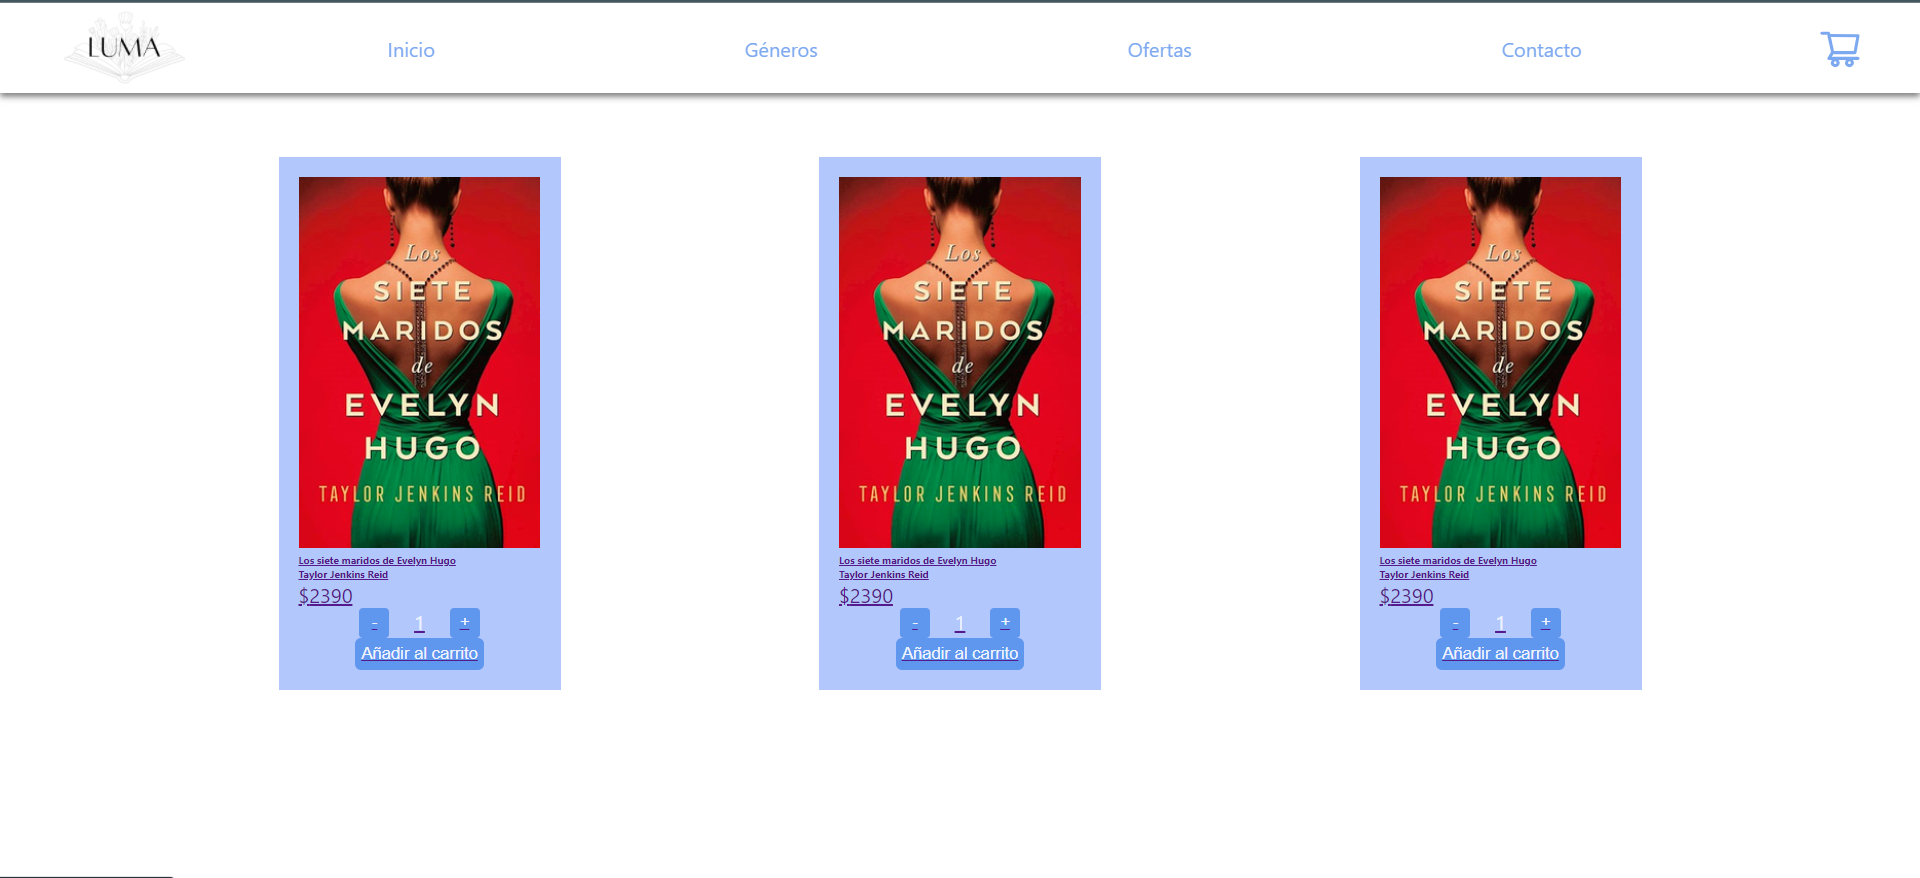 LUMA
Inicio
Géneros
Ofertas
Contacto
Los
SIETE
MARIDOS
de
EVELYN
HUGO
TAYLOR JENKINS REID
Los siete maridos de Evelyn Hugo
Taylor Jenkins Reid
$2390
- 1 +
Añadir al carrito
Los
SIETE
MARIDOS
de
EVELYN
HUGO
TAYLOR JENKINS REID
Los siete maridos de Evelyn Hugo
Taylor Jenkins Reid
$2390
- 1 +
Añadir al carrito
Los
SIETE
MARIDOS
de
EVELYN
HUGO
TAYLOR JENKINS REID
Los siete maridos de Evelyn Hugo
Taylor Jenkins Reid
$2390
- 1 +
Añadir al carrito